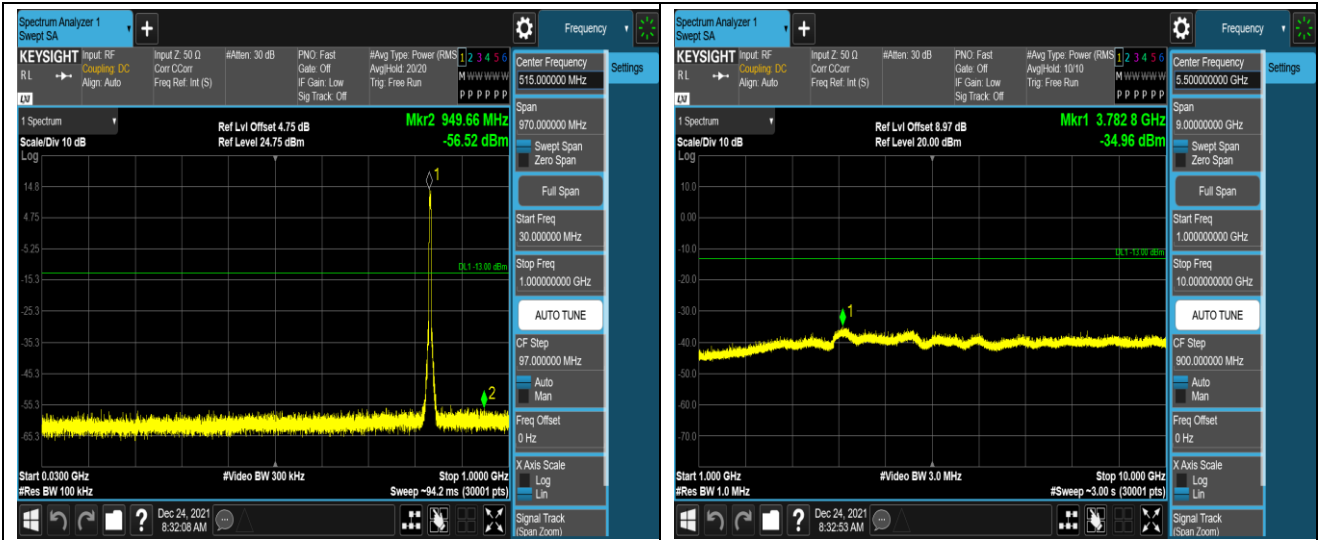 Spectrum Analyzer 1
Swept SA
+
Frequency
KEYSIGHT
Input: RF
Coupling: DC
Align: Auto
Input Z: 50 Ω
Corr CCorr
Freq Ref: Int (S)
#Atten: 30 dB
PNO: Fast
Gate: Off
IF Gain: Low
Sig Track: Off
#Avg Type: Power (RMS
Avg|Hold: 20/20
Trig: Free Run
1 2 3 4 5 6
M W W W W W
P P P P P P
RL
LXI
Center Frequency
515.000000 MHz
Settings
Span
970.000000 MHz
Swept Span
Zero Span
Full Span
Start Freq
30.000000 MHz
Stop Freq
1.000000000 GHz
AUTO TUNE
CF Step
97.000000 MHz
Auto
Man
Freq Offset
0 Hz
X Axis Scale
Log
Lin
Signal Track
(Span Zoom)
1 Spectrum
Scale/Div 10 dB
Log
Ref Lvl Offset 4.75 dB
Ref Level 24.75 dBm
Mkr2 949.66 MHz
-56.52 dBm
1
14.8
4.75
-5.25
DL1 -13.00 dBm
-15.3
-25.3
-35.3
-45.3
-55.3
2
-65.3
Start 0.0300 GHz
#Video BW 300 kHz
Stop 1.0000 GHz
#Res BW 100 kHz
Sweep ~94.2 ms (30001 pts)
?
Dec 24, 2021
8:32:08 AM
Spectrum Analyzer 1
Swept SA
+
Frequency
KEYSIGHT
Input: RF
Coupling: DC
Align: Auto
Input Z: 50 Ω
Corr CCorr
Freq Ref: Int (S)
#Atten: 30 dB
PNO: Fast
Gate: Off
IF Gain: Low
Sig Track: Off
#Avg Type: Power (RMS
Avg|Hold: 10/10
Trig: Free Run
1 2 3 4 5 6
M W W W W W
P P P P P P
RL
LXI
Center Frequency
5.500000000 GHz
Settings
Span
9.00000000 GHz
Swept Span
Zero Span
Full Span
Start Freq
1.000000000 GHz
Stop Freq
10.000000000 GHz
AUTO TUNE
CF Step
900.000000 MHz
Auto
Man
Freq Offset
0 Hz
X Axis Scale
Log
Lin
Signal Track
(Span Zoom)
1 Spectrum
Scale/Div 10 dB
Log
Ref Lvl Offset 8.97 dB
Ref Level 20.00 dBm
Mkr1 3.782 8 GHz
-34.96 dBm
10.0
0.00
-10.0
DL1 -13.00 dBm
-20.0
-30.0
1
-40.0
-50.0
-60.0
-70.0
Start 1.000 GHz
#Video BW 3.0 MHz
Stop 10.000 GHz
#Res BW 1.0 MHz
#Sweep ~3.00 s (30001 pts)
?
Dec 24, 2021
8:32:53 AM